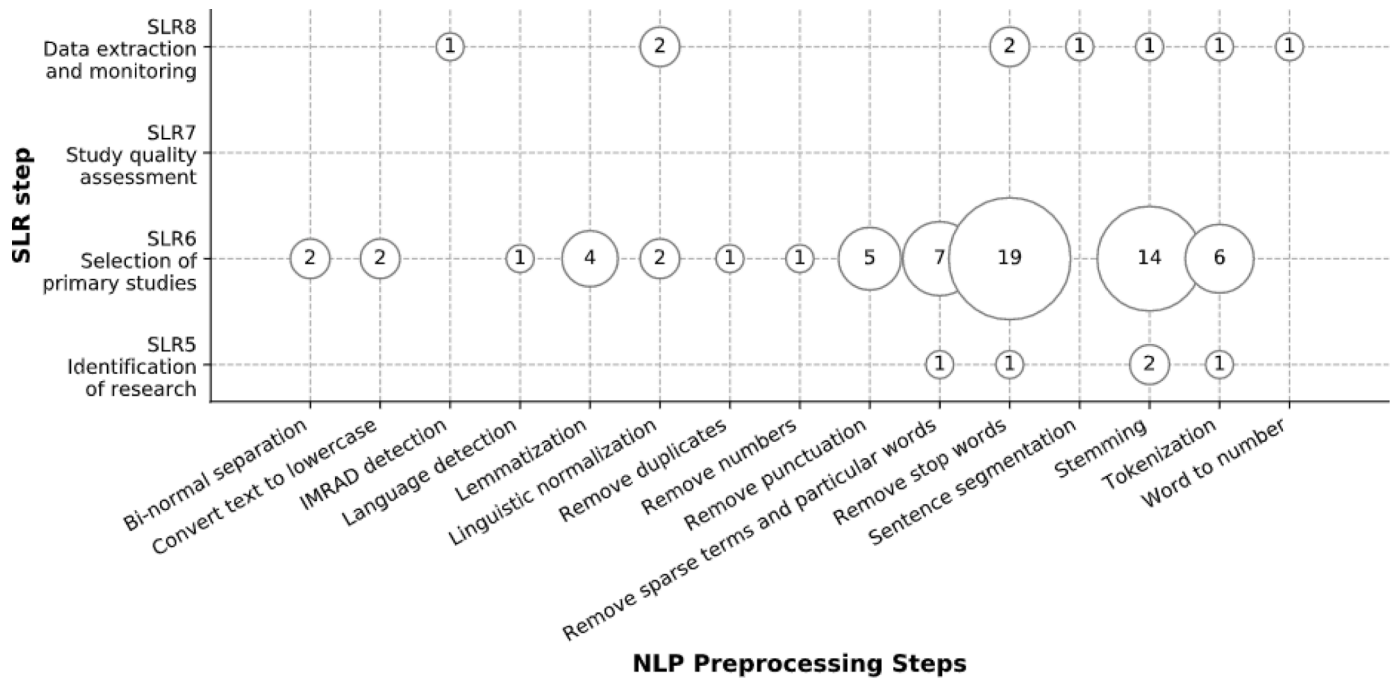 SLR8
Data extraction
and monitoring
1
2
2
1
1
1
1
SLR7
Study quality
assessment
SLR step
SLR6
Selection of
primary studies
2
2
1
4
2
1
1
5
7
19
14
6
SLR5
Identification
of research
1
1
2
1
Bi-normal separation
Convert text to lowercase
IMRAD detection
Language detection
Lemmatization
Linguistic normalization
Remove duplicates
Remove numbers
Remove punctuation
Remove sparse terms and particular words
Remove stop words
Sentence segmentation
Stemming
Tokenization
Word to number
NLP Preprocessing Steps